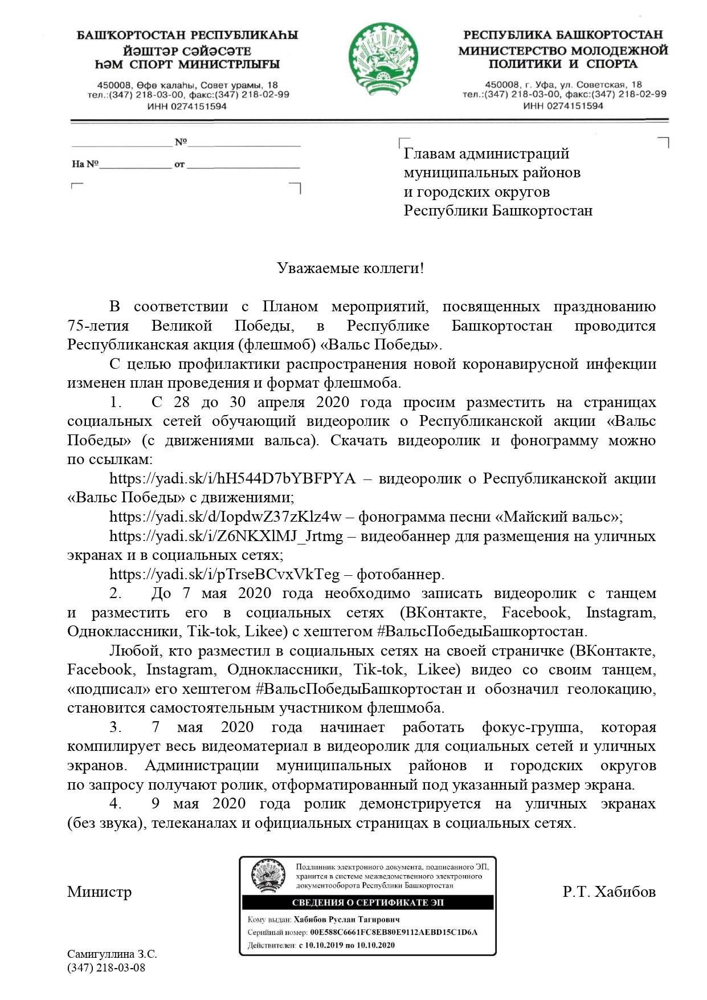 БАШҠОРТОСТАН РЕСПУБЛИКАҺЫ
ЙӘШТӘР СӘЙӘСӘТЕ
ҺӘМ СПОРТ МИНИСТРЛЫҒЫ
450008, Өфө ҡалаһы, Совет урамы, 18
тел.:(347) 218-03-00, факс:(347) 218-02-99
ИНН 0274151594
РЕСПУБЛИКА БАШКОРТОСТАН
МИНИСТЕРСТВО МОЛОДЕЖНОЙ
ПОЛИТИКИ И СПОРТА
450008, г. Уфа, ул. Советская, 18
тел.:(347) 218-03-00, факс:(347) 218-02-99
ИНН 0274151594
БАШКОРТОСТАН
____________________ № ______________________
На №______________ от ______________________
Главам администраций
муниципальных районов
и городских округов
Республики Башкортостан
Уважаемые коллеги!
В соответствии с Планом мероприятий, посвященных празднованию
75-летия Великой Победы, в Республике Башкортостан проводится
Республиканская акция (флешмоб) «Вальс Победы».
С целью профилактики распространения новой коронавирусной инфекции
изменен план проведения и формат флешмоба.
1. С 28 до 30 апреля 2020 года просим разместить на страницах
социальных сетей обучающий видеоролик о Республиканской акции «Вальс
Победы» (с движениями вальса). Скачать видеоролик и фонограмму можно
по ссылкам:
https://yadi.sk/i/hH544D7bYBFPYA – видеоролик о Республиканской акции
«Вальс Победы» с движениями;
https://yadi.sk/d/IopdwZ37zKlz4w – фонограмма песни «Майский вальс»;
https://yadi.sk/i/Z6NKXlMJ_Jrtmg – видеобаннер для размещения на уличных
экранах и в социальных сетях;
https://yadi.sk/i/pTrseBCvxVkTeg – фотобаннер.
2. До 7 мая 2020 года необходимо записать видеоролик с танцем
и разместить его в социальных сетях (ВКонтакте, Facebook, Instagram,
Одноклассники, Tik-tok, Likee) с хештегом #ВальсПобедыБашкортостан.
Любой, кто разместил в социальных сетях на своей страничке (ВКонтакте,
Facebook, Instagram, Одноклассники, Tik-tok, Likee) видео со своим танцем,
«подписал» его хештегом #ВальсПобедыБашкортостан и обозначил геолокацию,
становится самостоятельным участником флешмоба.
3. 7 мая 2020 года начинает работать фокус-группа, которая
компилирует весь видеоматериал в видеоролик для социальных сетей и уличных
экранов. Администрации муниципальных районов и городских округов
по запросу получают ролик, отформатированный под указанный размер экрана.
4. 9 мая 2020 года ролик демонстрируется на уличных экранах
(без звука), телеканалах и официальных страницах в социальных сетях.
Министр
Подлинник электронного документа, подписанного ЭП,
хранится в системе межведомственного электронного
документооборота Республики Башкортостан
СВЕДЕНИЯ О СЕРТИФИКАТЕ ЭП
Кому выдан: Хабибов Руслан Тагирович
Серийный номер: 00E588C6661FC8EB80E9112AEBD15C1D6A
Действителен: с 10.10.2019 по 10.10.2020
Р.Т. Хабибов
Самигуллина З.С.
(347) 218-03-08